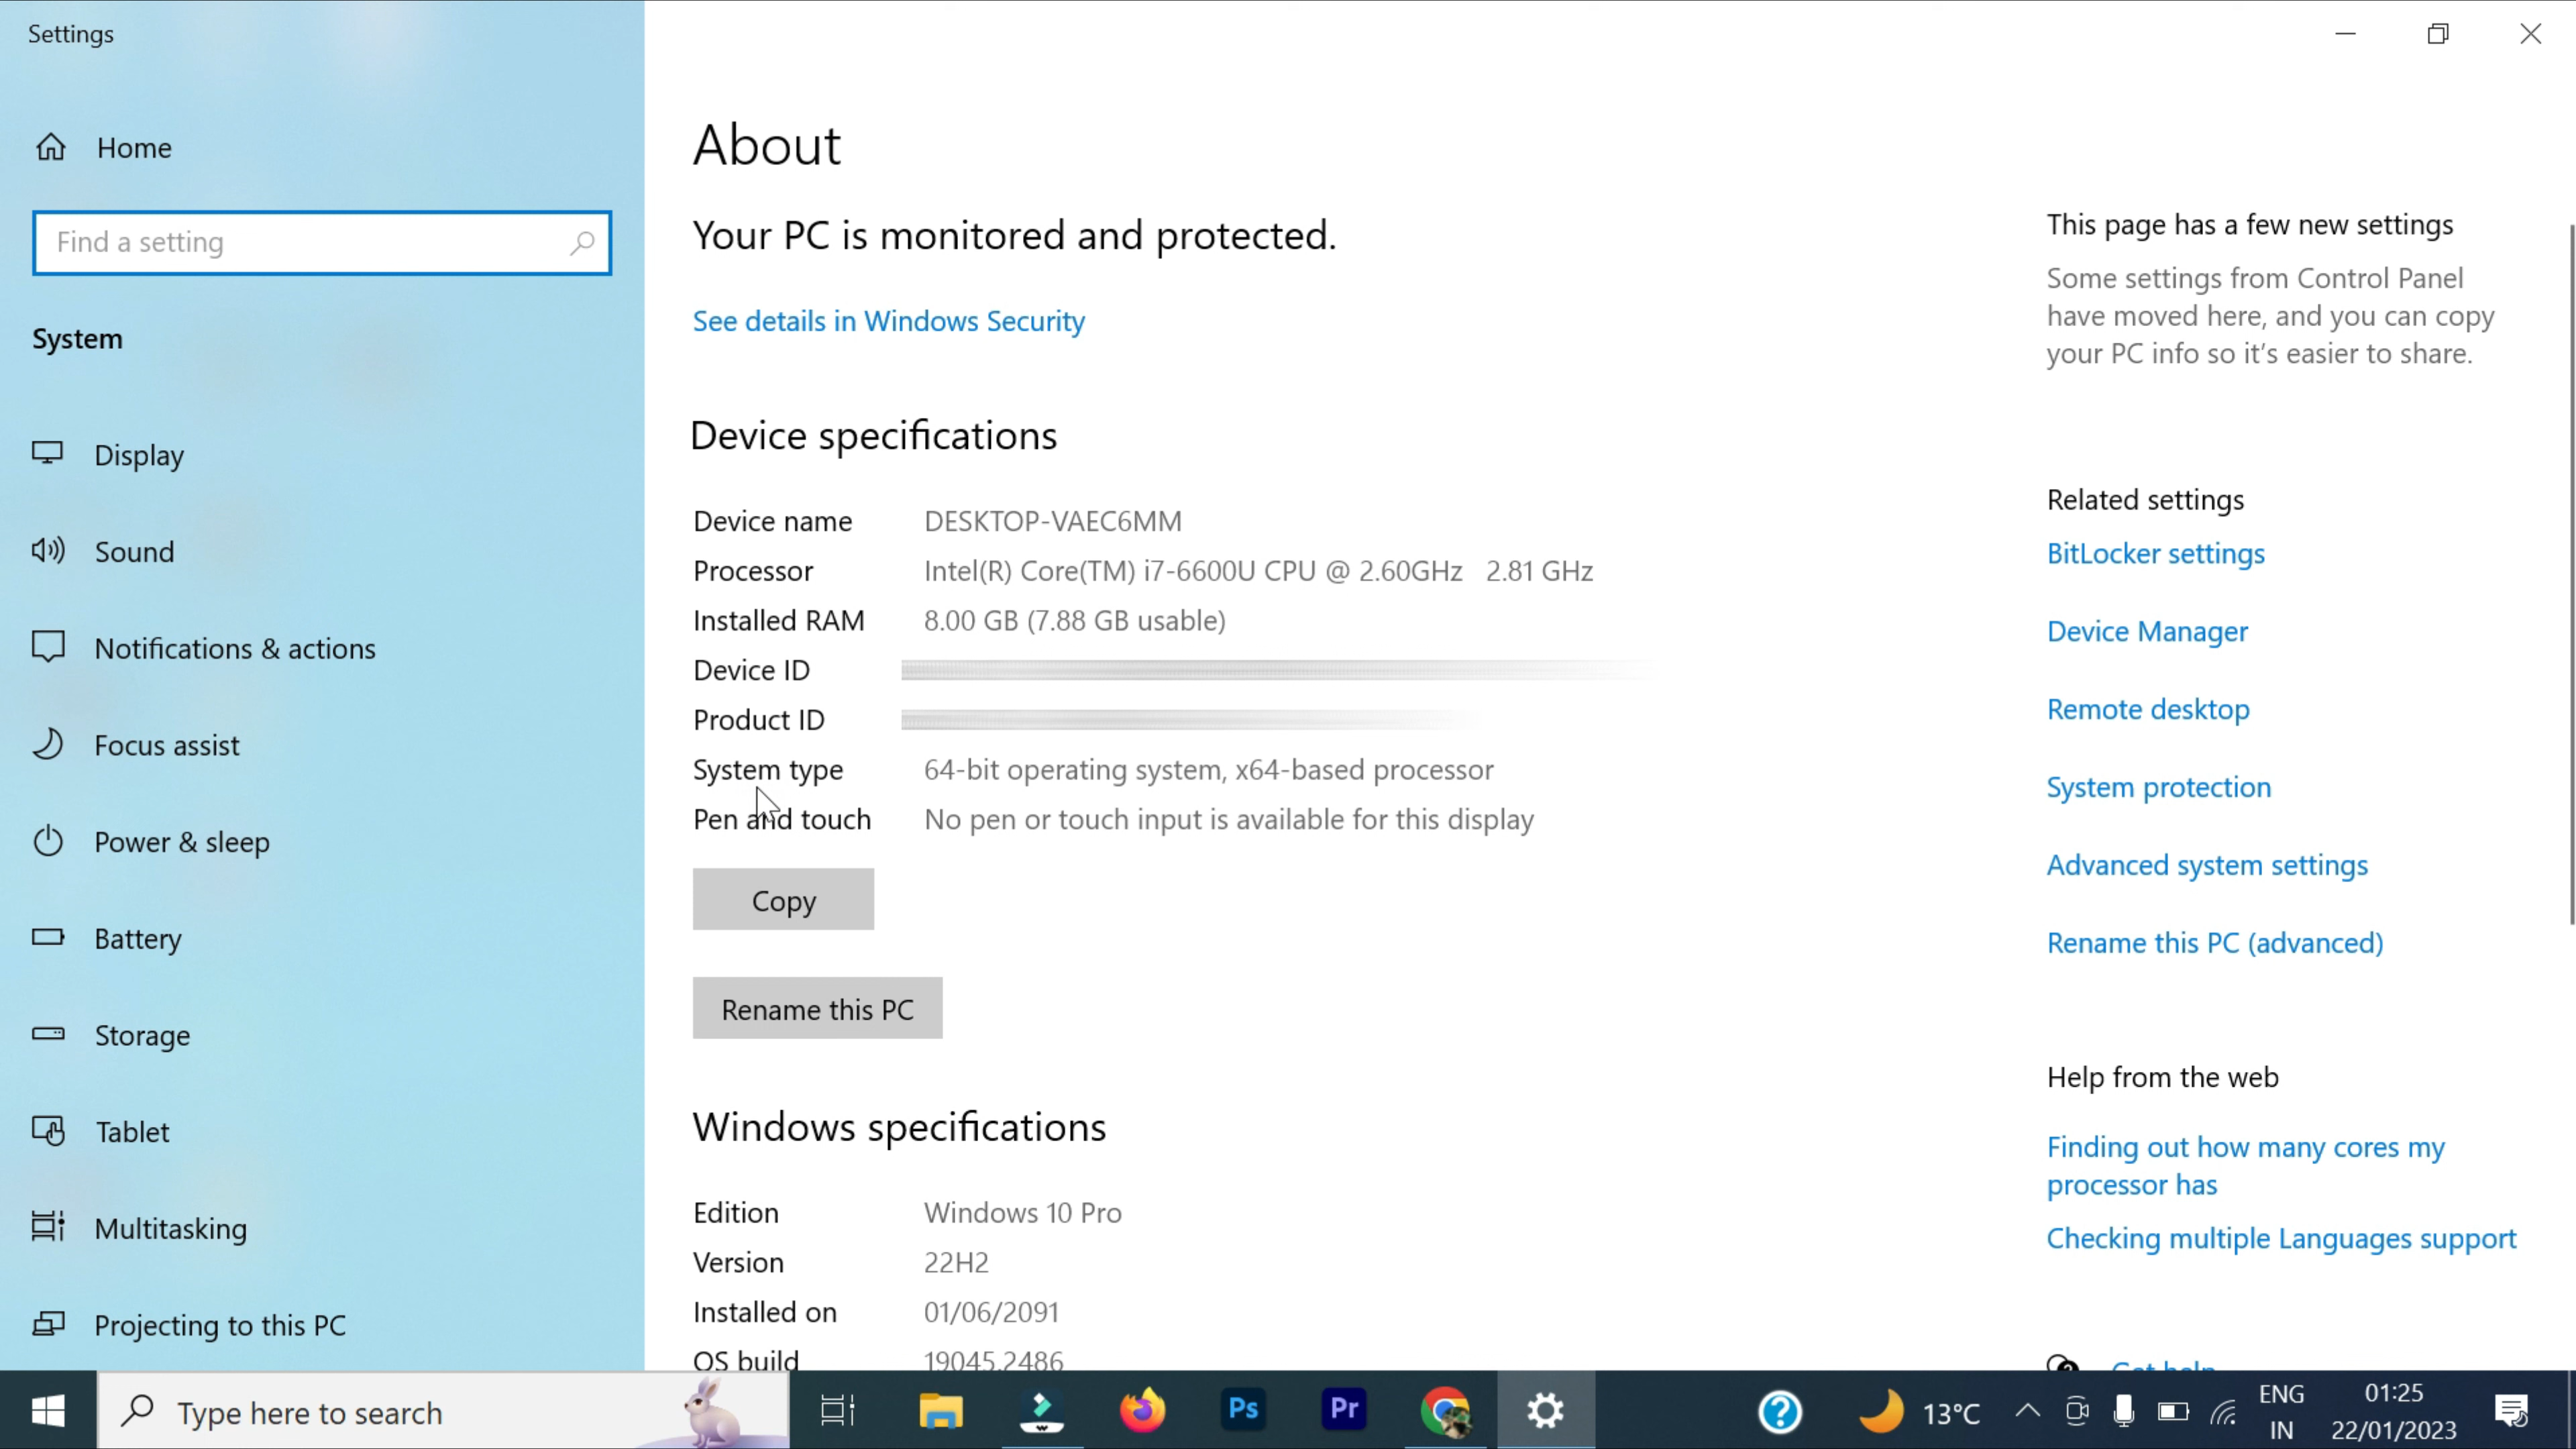 Settings
Home
Find a setting
System
Display
Sound
Notifications & actions
Focus assist
Power & sleep
Battery
Storage
Tablet
Multitasking
Projecting to this PC
About
Your PC is monitored and protected.
See details in Windows Security
Device specifications
Device name DESKTOP-VAEC6MM
Processor Intel(R) Core(TM) i7-6600U CPU @ 2.60GHz 2.81 GHz
Installed RAM 8.00 GB (7.88 GB usable)
Device ID
Product ID
System type 64-bit operating system, x64-based processor
Pen and touch No pen or touch input is available for this display
Copy
Rename this PC
Windows specifications
Edition Windows 10 Pro
Version 22H2
Installed on 01/06/2091
OS build 19045.2486
This page has a few new settings
Some settings from Control Panel
have moved here, and you can copy
your PC info so it's easier to share.
Related settings
BitLocker settings
Device Manager
Remote desktop
System protection
Advanced system settings
Rename this PC (advanced)
Help from the web
Finding out how many cores my
processor has
Checking multiple Languages support
Get help
Type here to search
Ps
Pr
13°C
ENG
IN
01:25
22/01/2023